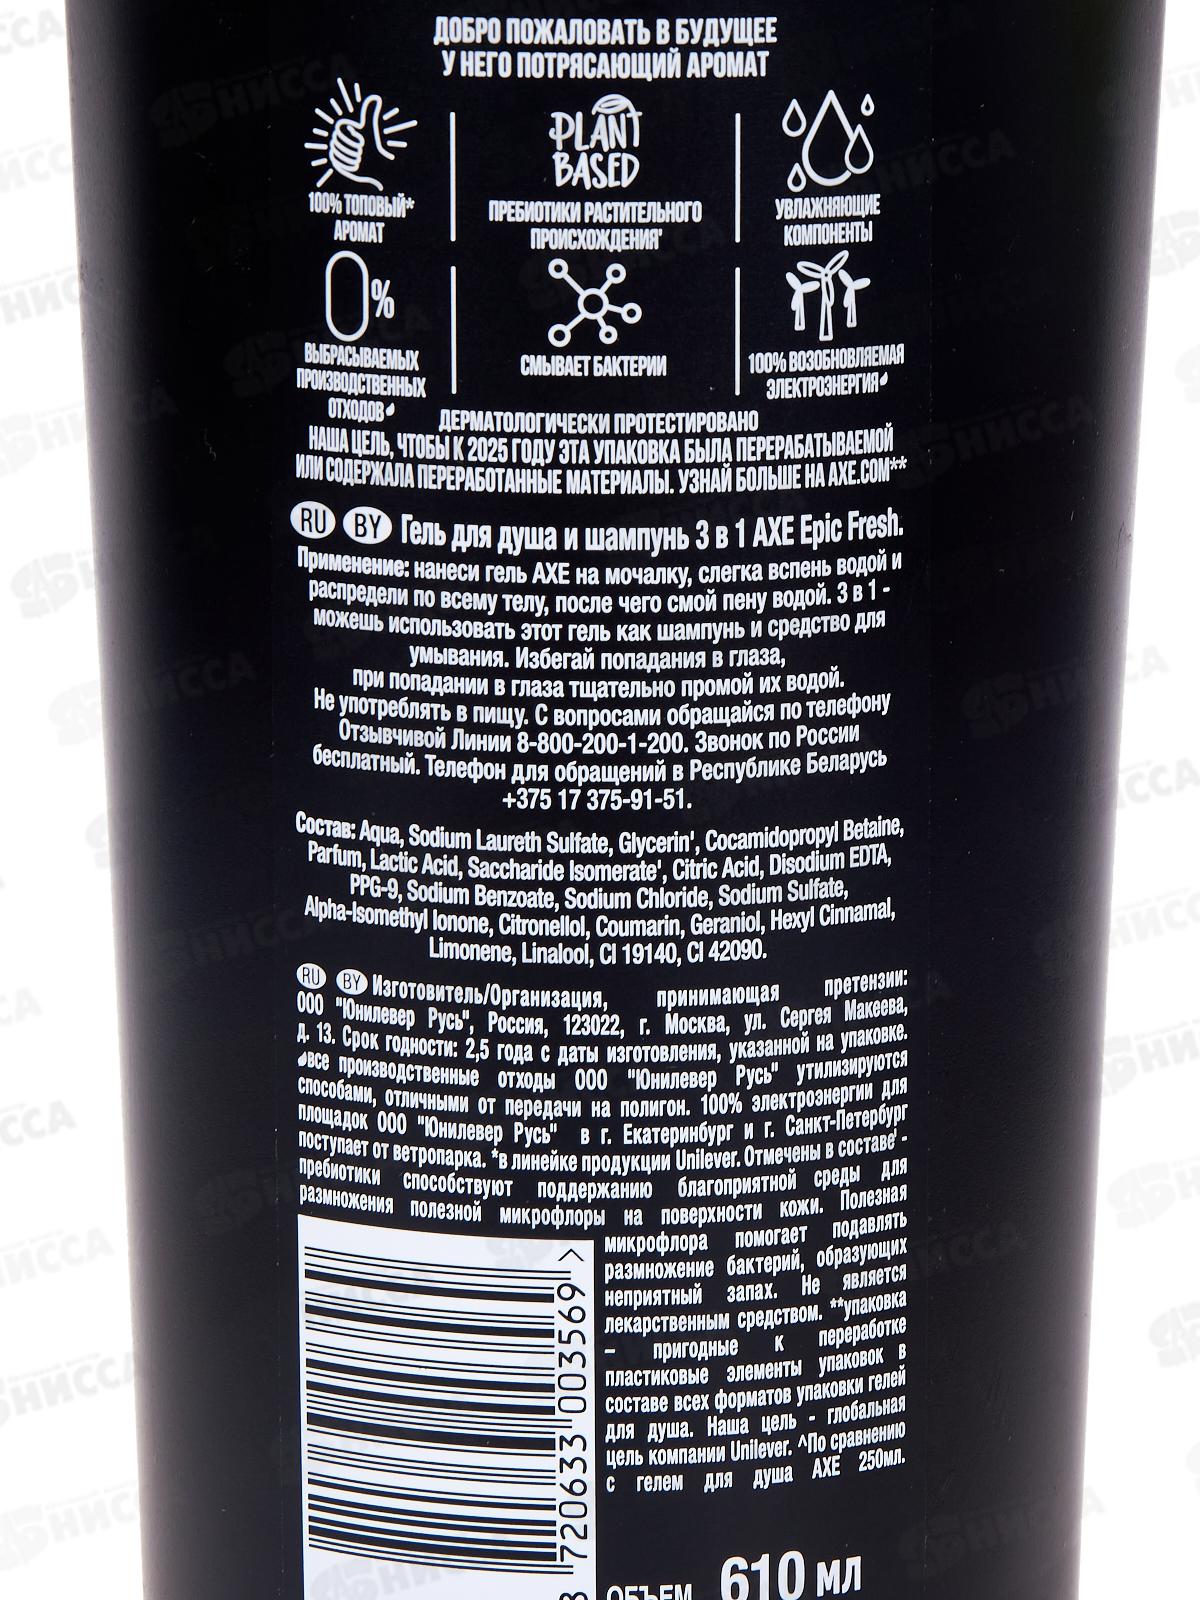 ДОБРО ПОЖАЛОВАТЬ В БУДУЩЕЕ
У НЕГО ПОТРЯСАЮЩИЙ АРОМАТ
100% ТОПОВЫЙ*
АРОМАТ
PLANT
BASED
ПРЕБИОТИКИ РАСТИТЕЛЬНОГО
ПРОИСХОЖДЕНИЯ'
УВЛАЖНЯЮЩИЕ
КОМПОНЕНТЫ
0%
ВЫБРАСЫВАЕМЫХ
ПРОИЗВОДСТВЕННЫХ
ОТХОДОВ
СМЫВАЕТ БАКТЕРИИ
100% ВОЗОБНОВЛЯЕМАЯ
ЭЛЕКТРОЭНЕРГИЯ
ДЕРМАТОЛОГИЧЕСКИ ПРОТЕСТИРОВАНО
НАША ЦЕЛЬ, ЧТОБЫ К 2025 ГОДУ ЭТА УПАКОВКА БЫЛА ПЕРЕРАБАТЫВАЕМОЙ
ИЛИ СОДЕРЖАЛА ПЕРЕРАБОТАННЫЕ МАТЕРИАЛЫ. УЗНАЙ БОЛЬШЕ НА AXE.COM**
RU BY Гель для душа и шампунь 3 в 1 AXE Epic Fresh.
Применение: нанеси гель AXE на мочалку, слегка вспень водой и
распредели по всему телу, после чего смой пену водой. 3 в 1 -
можешь использовать этот гель как шампунь и средство для
умывания. Избегай попадания в глаза,
при попадании в глаза тщательно промой их водой.
Не употреблять в пищу. С вопросами обращайся по телефону
Отзывчивой Линии 8-800-200-1-200. Звонок по России
бесплатный. Телефон для обращений в Республике Беларусь
+375 17 375-91-51.
Состав: Aqua, Sodium Laureth Sulfate, Glycerin', Cocamidopropyl Betaine,
Parfum, Lactic Acid, Saccharide Isomerate', Citric Acid, Disodium EDTA,
PPG-9, Sodium Benzoate, Sodium Chloride, Sodium Sulfate,
Alpha-Isomethyl Ionone, Citronellol, Coumarin, Geraniol, Hexyl Cinnamal,
Limonene, Linalool, CI 19140, CI 42090.
RU BY Изготовитель/Организация, принимающая претензии:
ООО "Юнилевер Русь", Россия, 123022, г. Москва, ул. Сергея Макеева,
д. 13. Срок годности: 2,5 года с даты изготовления, указанной на упаковке.
все производственные отходы ООО "Юнилевер Русь" утилизируются
способами, отличными от передачи на полигон. 100% электроэнергии для
площадок ООО "Юнилевер Русь" в г. Екатеринбург и г. Санкт-Петербург
поступает от ветропарка. *в линейке продукции Unilever. Отмечены в составе' -
пребиотики способствуют поддержанию благоприятной среды для
размножения полезной микрофлоры на поверхности кожи. Полезная
микрофлора помогает подавлять
размножение бактерий, образующих
неприятный запах. Не является
лекарственным средством. **упаковка
– пригодные к переработке
пластиковые элементы упаковок в
составе всех форматов упаковки гелей
для душа. Наша цель - глобальная
цель компании Unilever. ^По сравнению
с гелем для душа AXE 250мл.
8 720633 003569 >
ОБЪЕМ 610 мл